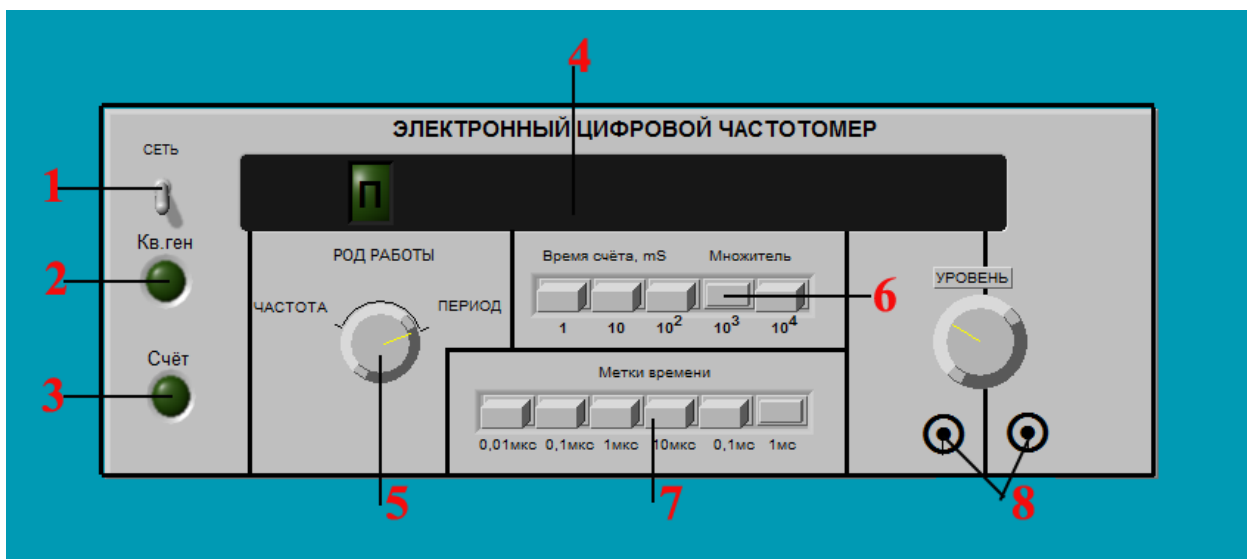 4
ЭЛЕКТРОННЫЙ ЦИФРОВОЙ ЧАСТОТОМЕР
СЕТЬ
1
П
Кв.ген
2
РОД РАБОТЫ
ЧАСТОТА
ПЕРИОД
Время счёта, mS
Множитель
6
1 10 10² 10³ 10⁴
УРОВЕНЬ
Счёт
3
Метки времени
0,01мкс 0,1мкс 1мкс 10мкс 0,1мс 1мс
5
7
8